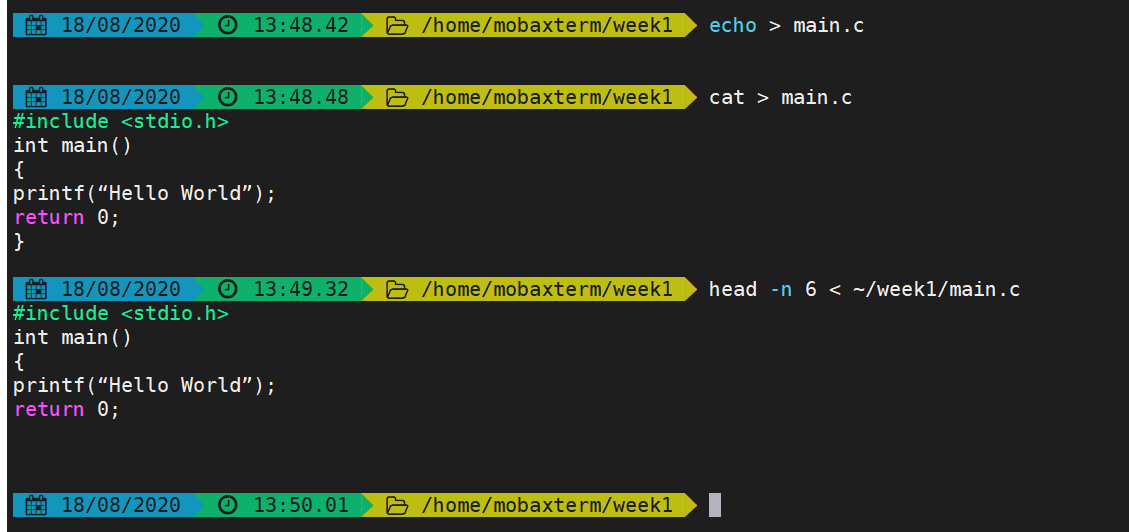 18/08/2020 13:48.42 /home/mobaxterm/week1 echo > main.c
18/08/2020 13:48.48 /home/mobaxterm/week1 cat > main.c
#include <stdio.h>
int main()
{
printf(“Hello World”);
return 0;
}
18/08/2020 13:49.32 /home/mobaxterm/week1 head -n 6 < ~/week1/main.c
#include <stdio.h>
int main()
{
printf(“Hello World”);
return 0;
18/08/2020 13:50.01 /home/mobaxterm/week1